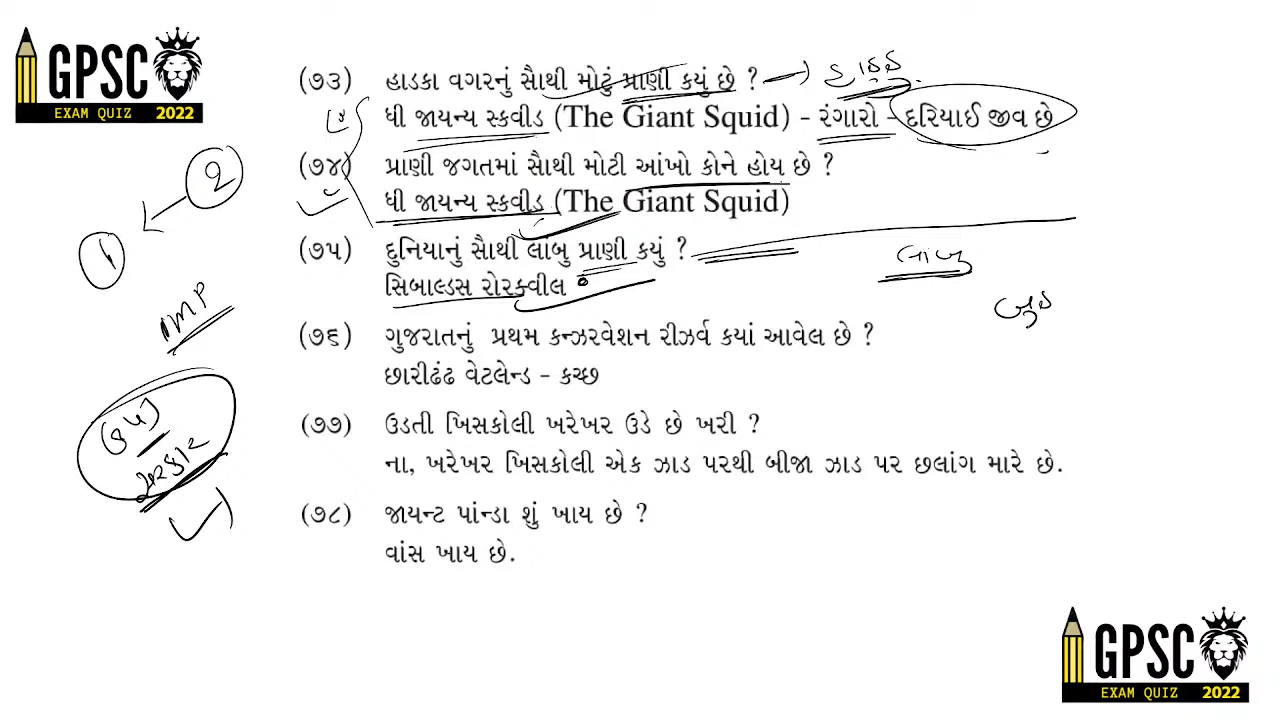 GPSC
EXAM QUIZ 2022
(૭૩) હાડકા વગરનું સૌાથી મોટું પ્રાણી કયું છે ?
ધી જાયન્ય સ્કવીડ (The Giant Squid) - રંગારો - દરિયાઈ જીવ છે
(૭૪) પ્રાણી જગતમાં સૌાથી મોટી આંખો કોને હોય છે ?
ધી જાયન્ય સ્કવીડ (The Giant Squid)
(૭૫) દુનિયાનું સૌાથી લાંબુ પ્રાણી કયું ?
સિબાલ્ડસ રોરક્વીલ
(૭૬) ગુજરાતનું પ્રથમ કન્ઝરવેશન રીઝર્વ કયાં આવેલ છે ?
છારીઢંઢ વેટલેન્ડ - કચ્છ
(૭૭) ઉડતી ખિસકોલી ખરેખર ઉડે છે ખરી ?
ના, ખરેખર ખિસકોલી એક ઝાડ પરથી બીજા ઝાડ પર છલાંગ મારે છે.
(૭૮) જાયન્ટ પાંન્ડા શું ખાય છે ?
વાંસ ખાય છે.
2
1
IMP
લાંબુ
GPSC
EXAM QUIZ 2022